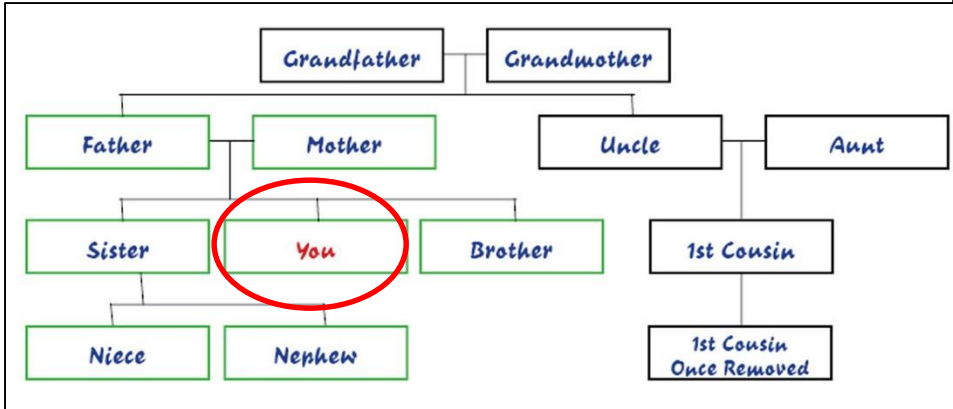 Grandfather
Grandmother
Father
Mother
Uncle
Aunt
Sister
You
Brother
1st Cousin
Niece
Nephew
1st Cousin
Once Removed